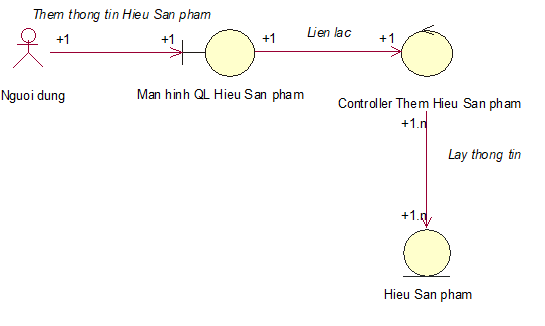 Them thong tin Hieu San pham
+1 +1 +1 Lien lac +1
Nguoi dung Man hinh QL Hieu San pham Controller Them Hieu San pham
+1.n
Lay thong tin
+1.n
Hieu San pham